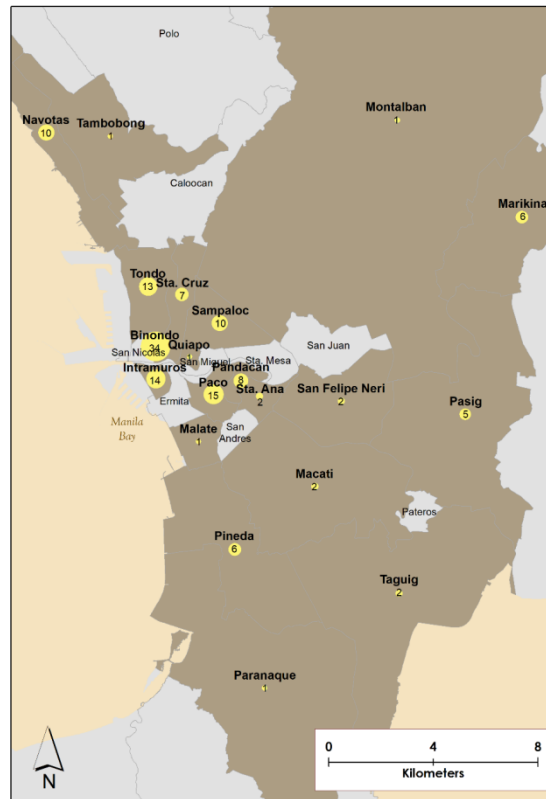 Polo
Navotas
10
Tambobong
1
Montalban
1
Caloocan
Marikina
6
Tondo
13
Sta. Cruz
7
Sampaloc
10
Binondo
34
San Nicolas
Quiapo
1
San Miguel
Sta. Mesa
San Juan
Intramuros
14
Pandacan
8
Paco
15
Sta. Ana
2
San Felipe Neri
2
Pasig
5
Ermita
Manila
Bay
Malate
1
San
Andres
Macati
2
Pateros
Pineda
6
Taguig
2
Paranaque
1
N
0 4 8
Kilometers